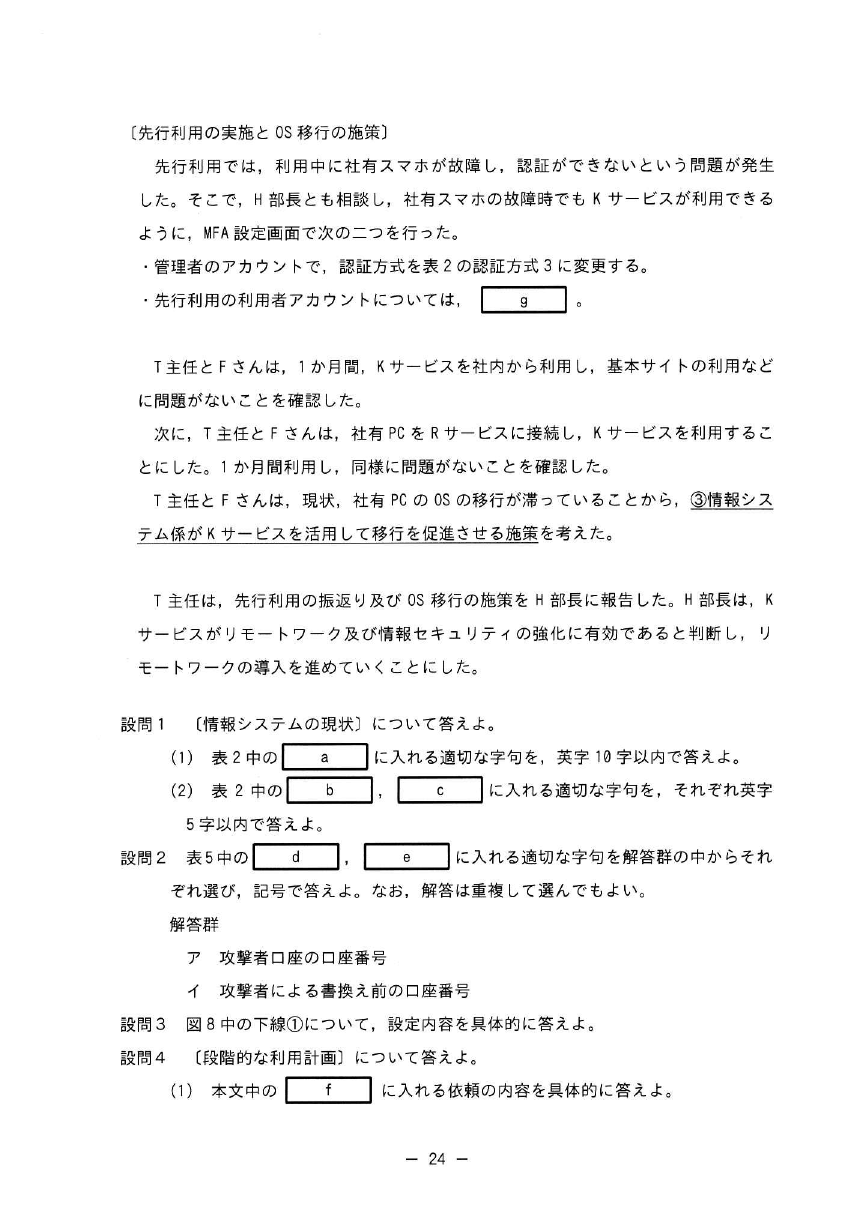 〔先行利用の実施と OS 移行の施策〕
先行利用では，利用中に社有スマホが故障し，認証ができないという問題が発生
した。そこで，H 部長とも相談し，社有スマホの故障時でも K サービスが利用できる
ように，MFA 設定画面で次の二つを行った。
・管理者のアカウントで，認証方式を表 2 の認証方式 3 に変更する。
・先行利用の利用者アカウントについては， g 。
T 主任と F さんは，1 か月間，K サービスを社内から利用し，基本サイトの利用など
に問題がないことを確認した。
次に，T 主任と F さんは，社有 PC を R サービスに接続し，K サービスを利用するこ
とにした。1 か月間利用し，同様に問題がないことを確認した。
T 主任と F さんは，現状，社有 PC の OS の移行が滞っていることから，③情報シス
テム係が K サービスを活用して移行を促進させる施策を考えた。
T 主任は，先行利用の振返り及び OS 移行の施策を H 部長に報告した。H 部長は，K
サービスがリモートワーク及び情報セキュリティの強化に有効であると判断し，リ
モートワークの導入を進めていくことにした。
設問 1 〔情報システムの現状〕について答えよ。
(1) 表 2 中の a に入れる適切な字句を，英字 10 字以内で答えよ。
(2) 表 2 中の b ， c に入れる適切な字句を，それぞれ英字
5 字以内で答えよ。
設問 2 表 5 中の d ， e に入れる適切な字句を解答群の中からそれ
ぞれ選び，記号で答えよ。なお，解答は重複して選んでもよい。
解答群
ア 攻撃者口座の口座番号
イ 攻撃者による書換え前の口座番号
設問 3 図 8 中の下線①について，設定内容を具体的に答えよ。
設問 4 〔段階的な利用計画〕について答えよ。
(1) 本文中の f に入れる依頼の内容を具体的に答えよ。
－ 24 －